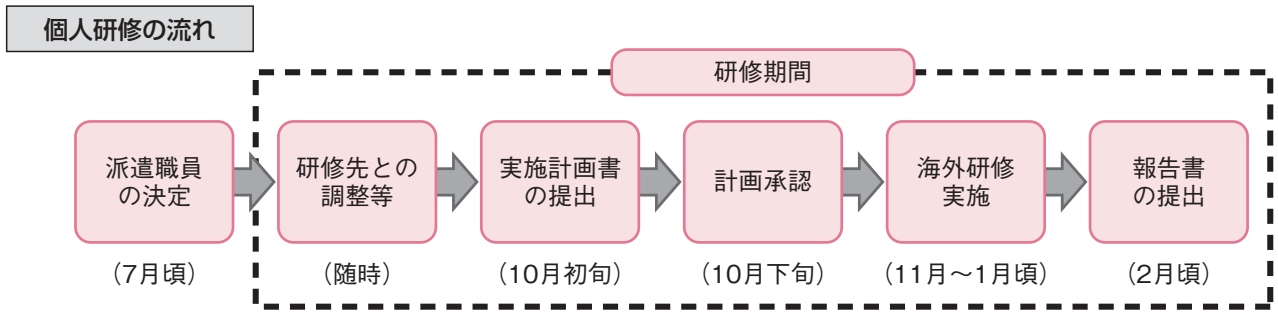 個人研修の流れ
研修期間
派遣職員
の決定
研修先との
調整等
実施計画書
の提出
計画承認
海外研修
実施
報告書
の提出
（7月頃）
（随時）
（10月初旬）
（10月下旬）
（11月～1月頃）
（2月頃）